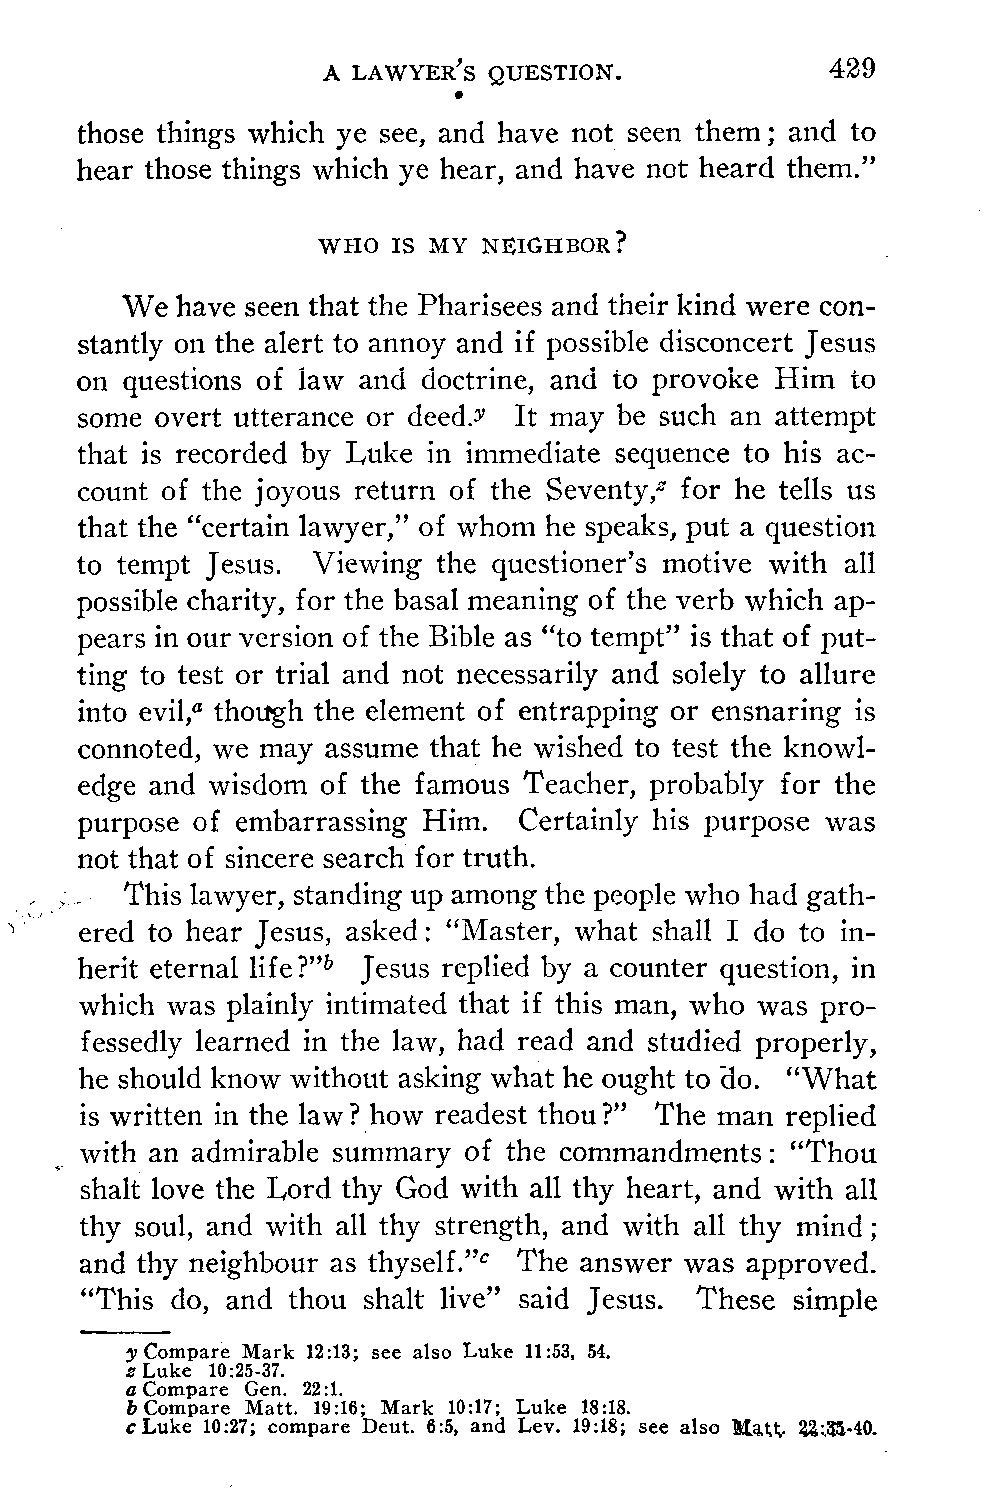 A LAWYER'S QUESTION. 429
those things which ye see, and have not seen them; and to
hear those things which ye hear, and have not heard them.”
WHO IS MY NEIGHBOR?
We have seen that the Pharisees and their kind were con-
stantly on the alert to annoy and if possible disconcert Jesus
on questions of law and doctrine, and to provoke Him to
some overt utterance or deed.y It may be such an attempt
that is recorded by Luke in immediate sequence to his ac-
count of the joyous return of the Seventy,z for he tells us
that the “certain lawyer,” of whom he speaks, put a question
to tempt Jesus. Viewing the questioner's motive with all
possible charity, for the basal meaning of the verb which ap-
pears in our version of the Bible as “to tempt” is that of put-
ting to test or trial and not necessarily and solely to allure
into evil,a though the element of entrapping or ensnaring is
connoted, we may assume that he wished to test the knowl-
edge and wisdom of the famous Teacher, probably for the
purpose of embarrassing Him. Certainly his purpose was
not that of sincere search for truth.
This lawyer, standing up among the people who had gath-
ered to hear Jesus, asked: “Master, what shall I do to in-
herit eternal life?”b Jesus replied by a counter question, in
which was plainly intimated that if this man, who was pro-
fessedly learned in the law, had read and studied properly,
he should know without asking what he ought to do. “What
is written in the law? how readest thou?” The man replied
with an admirable summary of the commandments: “Thou
shalt love the Lord thy God with all thy heart, and with all
thy soul, and with all thy strength, and with all thy mind;
and thy neighbour as thyself.”c The answer was approved.
“This do, and thou shalt live” said Jesus. These simple
y Compare Mark 12:13; see also Luke 11:53, 54.
z Luke 10:25-37.
a Compare Gen. 22:1.
b Compare Matt. 19:16; Mark 10:17; Luke 18:18.
c Luke 10:27; compare Deut. 6:5, and Lev. 19:18; see also Matt. 22:35-40.